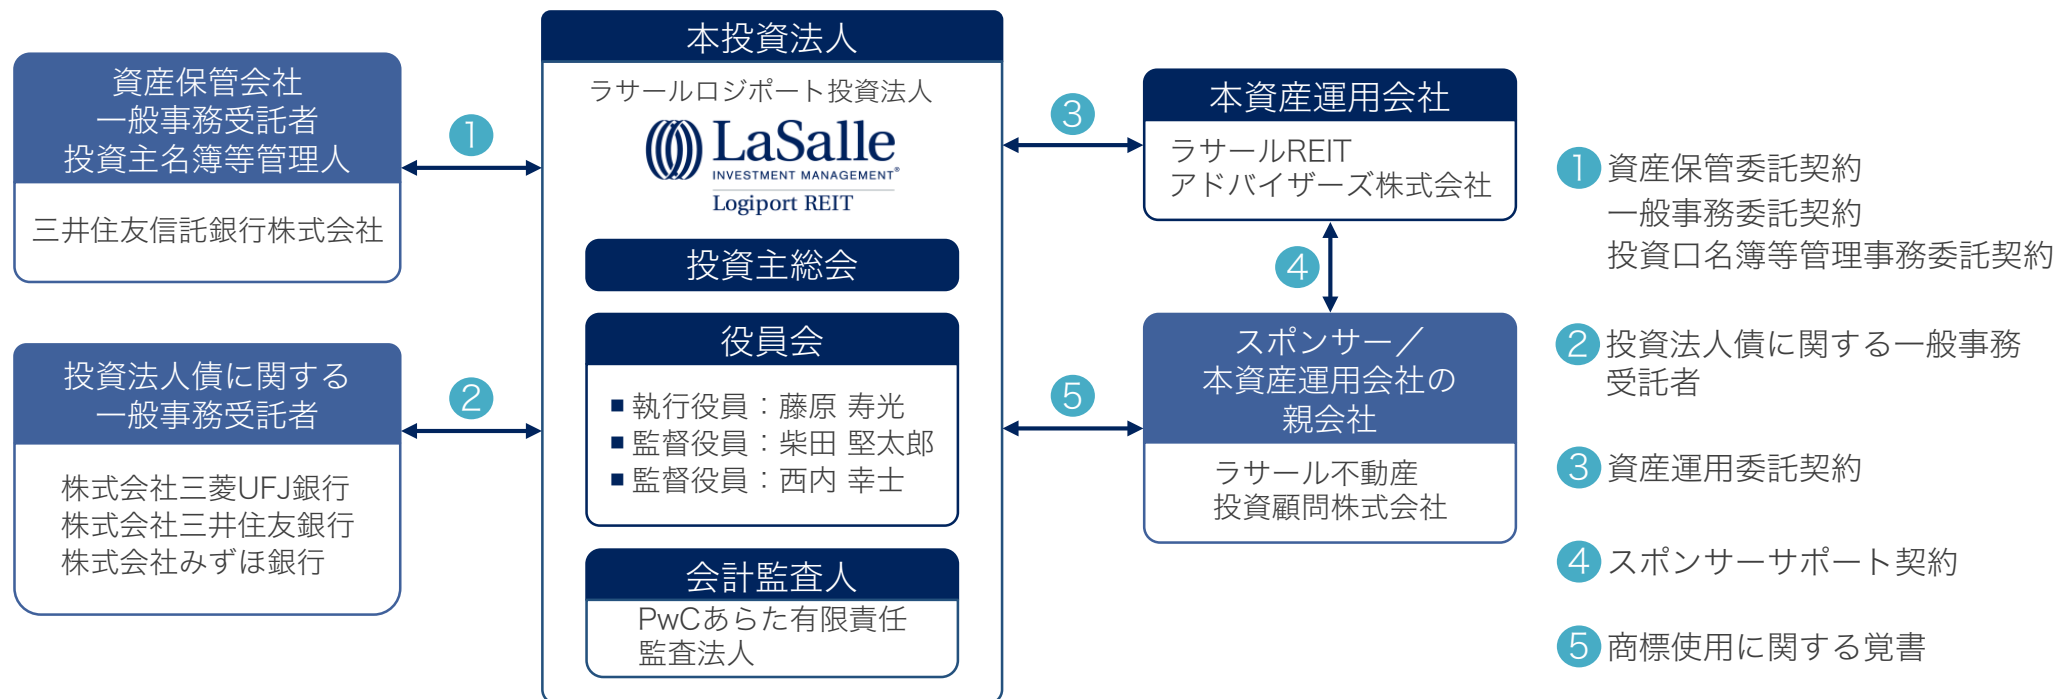 資産保管会社
一般事務受託者
投資主名簿等管理人
三井住友信託銀行株式会社
1
投資法人債に関する
一般事務受託者
株式会社三菱UFJ銀行
株式会社三井住友銀行
株式会社みずほ銀行
2
本投資法人
ラサールロジポート投資法人
LaSalle
INVESTMENT MANAGEMENT®
Logiport REIT
投資主総会
役員会
■ 執行役員：藤原 寿光
■ 監督役員：柴田 堅太郎
■ 監督役員：西内 幸士
会計監査人
PwCあらた有限責任
監査法人
3
本資産運用会社
ラサールREIT
アドバイザーズ株式会社
4
5
スポンサー／
本資産運用会社の
親会社
ラサール不動産
投資顧問株式会社
1 資産保管委託契約
一般事務委託契約
投資口名簿等管理事務委託契約
2 投資法人債に関する一般事務
受託者
3 資産運用委託契約
4 スポンサーサポート契約
5 商標使用に関する覚書